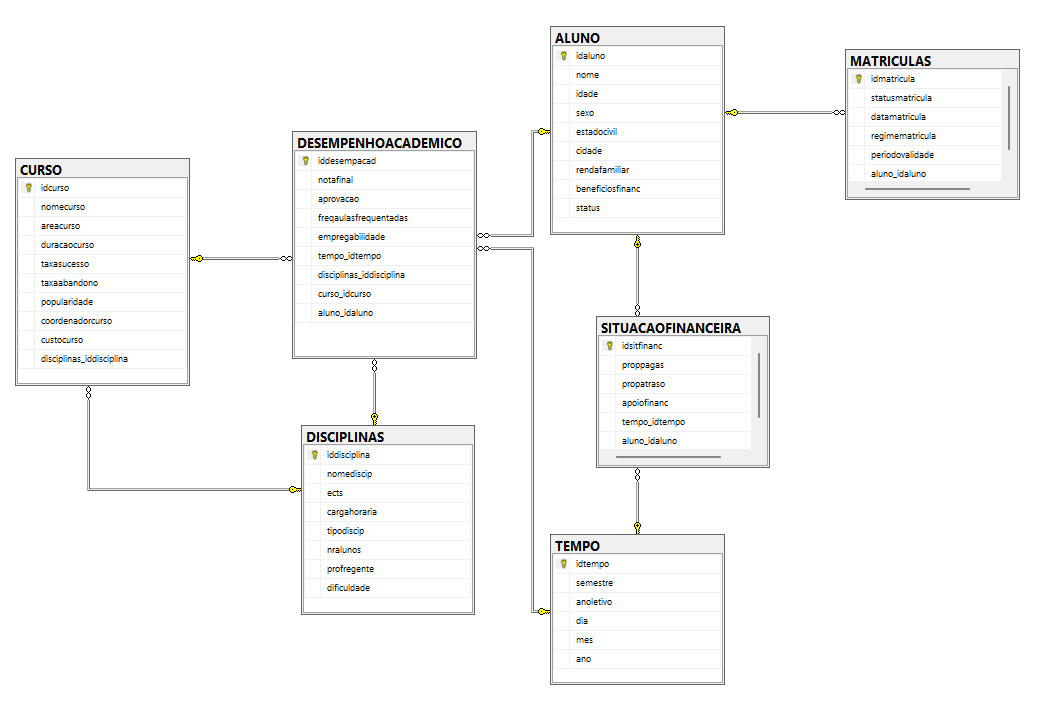 CURSO
idcurso
nomecurso
areacurso
duracaocurso
taxasucesso
taxaabandono
popularidade
coordenadorcurso
custocurso
disciplinas_iddisciplina
DESEMPENHOACADEMICO
iddesempacad
notafinal
aprovacao
freqaulasfrequentadas
empregabilidade
tempo_idtempo
disciplinas_iddisciplina
curso_idcurso
aluno_idaluno
DISCIPLINAS
iddisciplina
nomediscip
ects
cargahoraria
tipodiscip
nralunos
profregente
dificuldade
ALUNO
idaluno
nome
idade
sexo
estadocivil
cidade
rendafamiliar
beneficiosfinanc
status
MATRICULAS
idmatricula
statusmatricula
datamatricula
regimematricula
periodovalidade
aluno_idaluno
SITUACAOFINANCEIRA
idsitfinanc
proppagas
propatraso
apoiofinanc
tempo_idtempo
aluno_idaluno
TEMPO
idtempo
semestre
anoletivo
dia
mes
ano